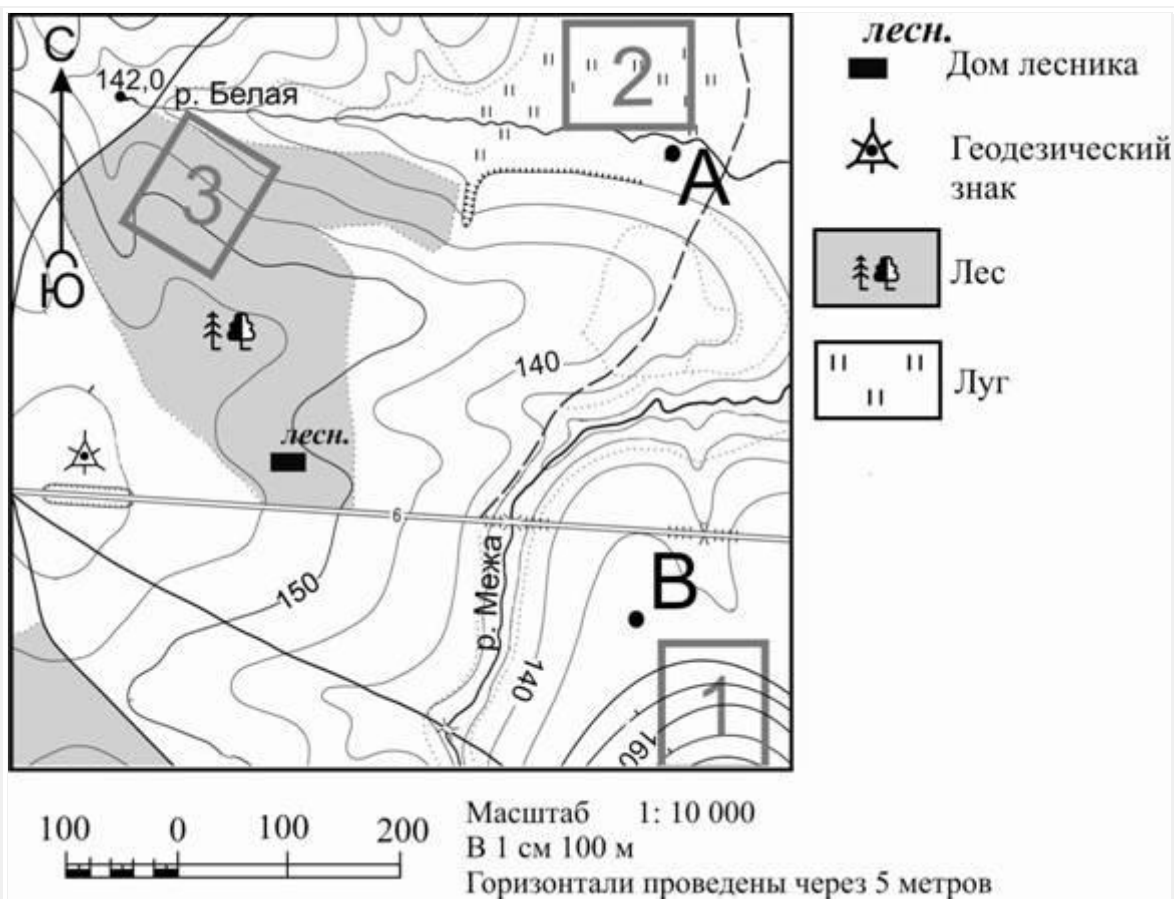 С
142,0
р. Белая
2
А
3
Ю
140
лесн.
6
р. Межа
В
150
140
1
160
лесн.
Дом лесника
Геодезический
знак
Лес
Луг
100 0 100 200
Масштаб 1: 10 000
В 1 см 100 м
Горизонтали проведены через 5 метров